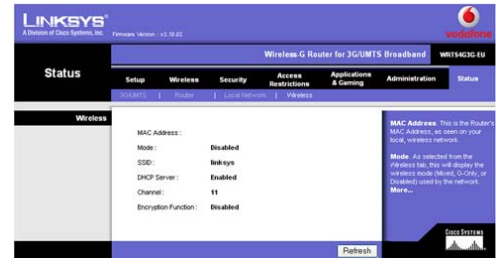 LINKSYS®
A Division of Cisco Systems, Inc.
Firmware Version : v2.10.02
vodafone
Wireless-G Router for 3G/UMTS Broadband
WRT54G3G-EU
Status
Setup
Wireless
Security
Access Restrictions
Applications & Gaming
Administration
Status
3G/UMTS | Router | Local Network | Wireless
Wireless
MAC Address :
Mode : Disabled
SSID : linksys
DHCP Server : Enabled
Channel : 11
Encryption Function : Disabled
MAC Address. This is the Router's
MAC Address, as seen on your
local, wireless network.
Mode. As selected from the
Wireless tab, this will display the
wireless mode (Mixed, G-Only, or
Disabled) used by the network.
More...
Refresh
CISCO SYSTEMS